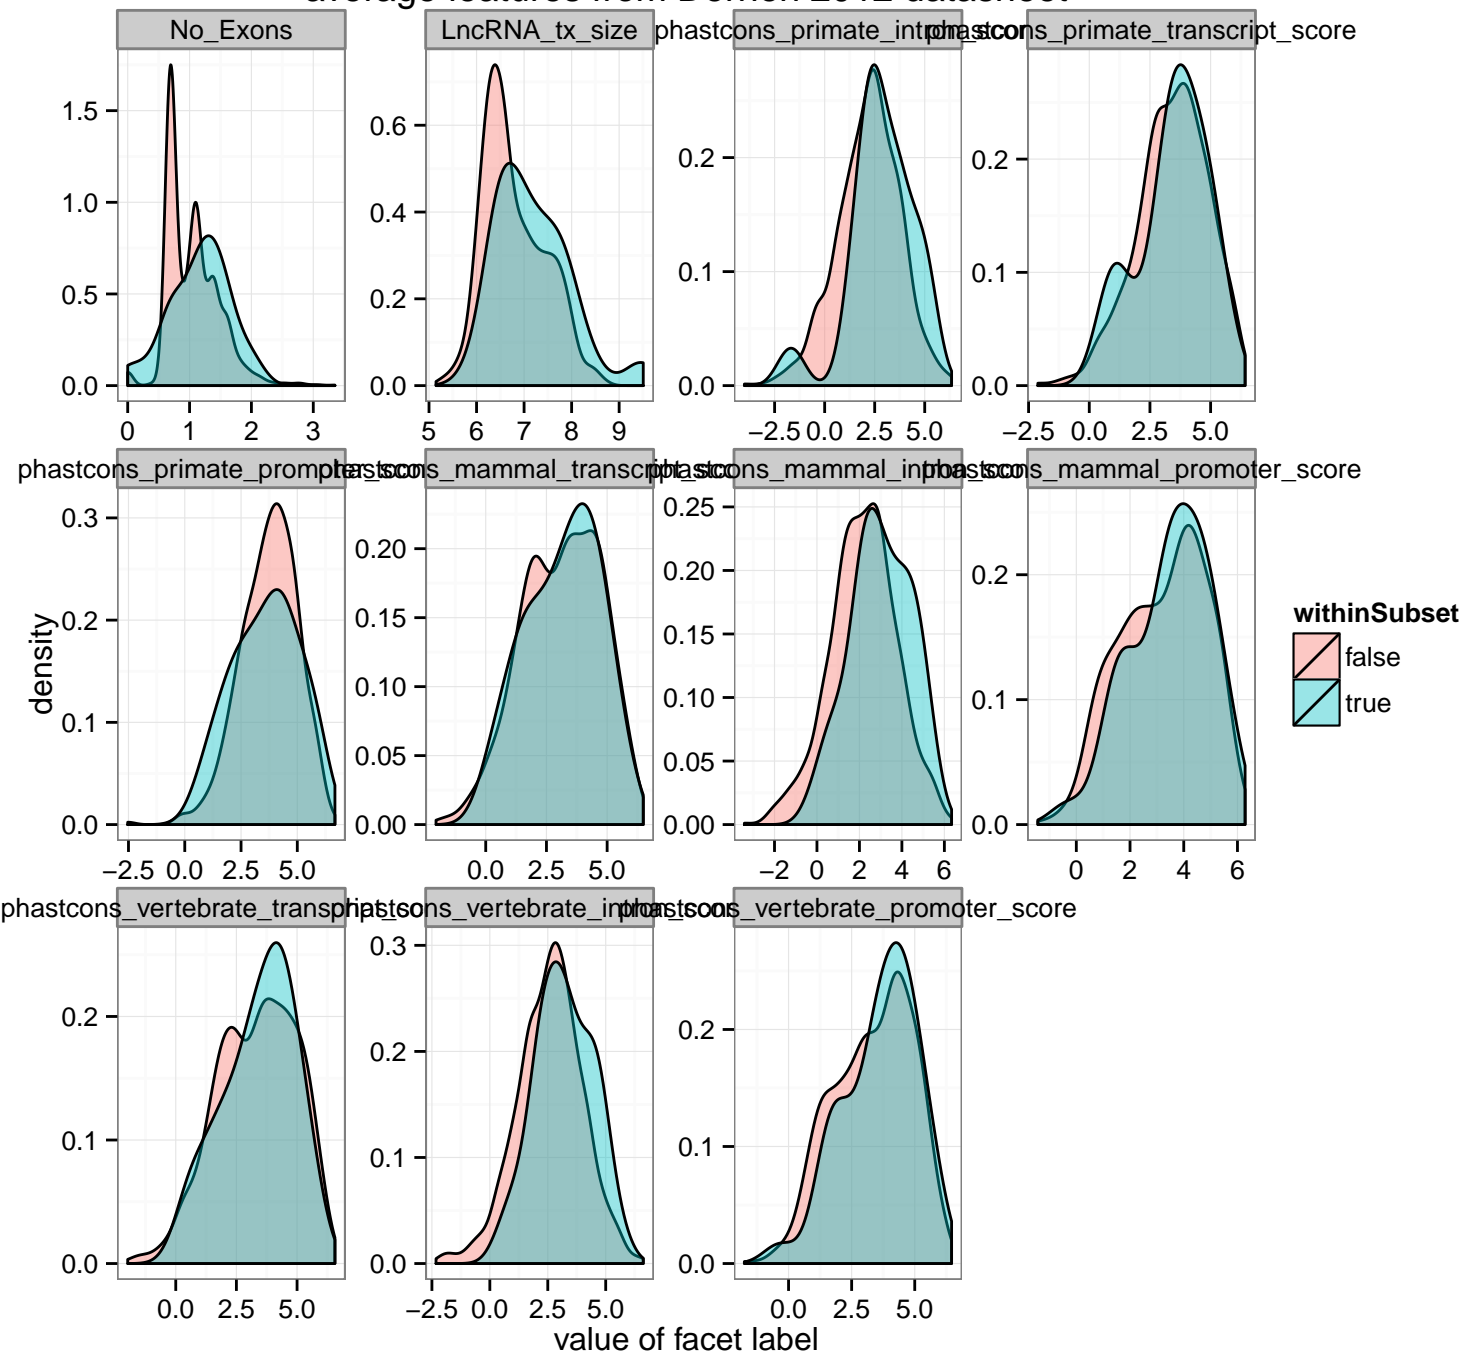 No_Exons
LncRNA_tx_size
phastcons_primate_transcript_score
1.5
1.0
0.5
0.0
0 1 2 3
0.6
0.4
0.2
0.0
5 6 7 8 9
0.2
0.1
0.0
−2.5 0.0 2.5 5.0
0.2
0.1
0.0
−2.5 0.0 2.5 5.0
phastcons_mammal_promoter_score
0.3
0.2
0.1
0.0
−2.5 0.0 2.5 5.0
0.20
0.15
0.10
0.05
0.00
0.0 2.5 5.0
0.25
0.20
0.15
0.10
0.05
0.00
−2 0 2 4 6
0.2
0.1
0.0
0 2 4 6
phastcons_vertebrate_promoter_score
0.2
0.1
0.0
0.0 2.5 5.0
0.3
0.2
0.1
0.0
−2.5 0.0 2.5 5.0
0.2
0.1
0.0
0.0 2.5 5.0
density
value of facet label
withinSubset
false
true